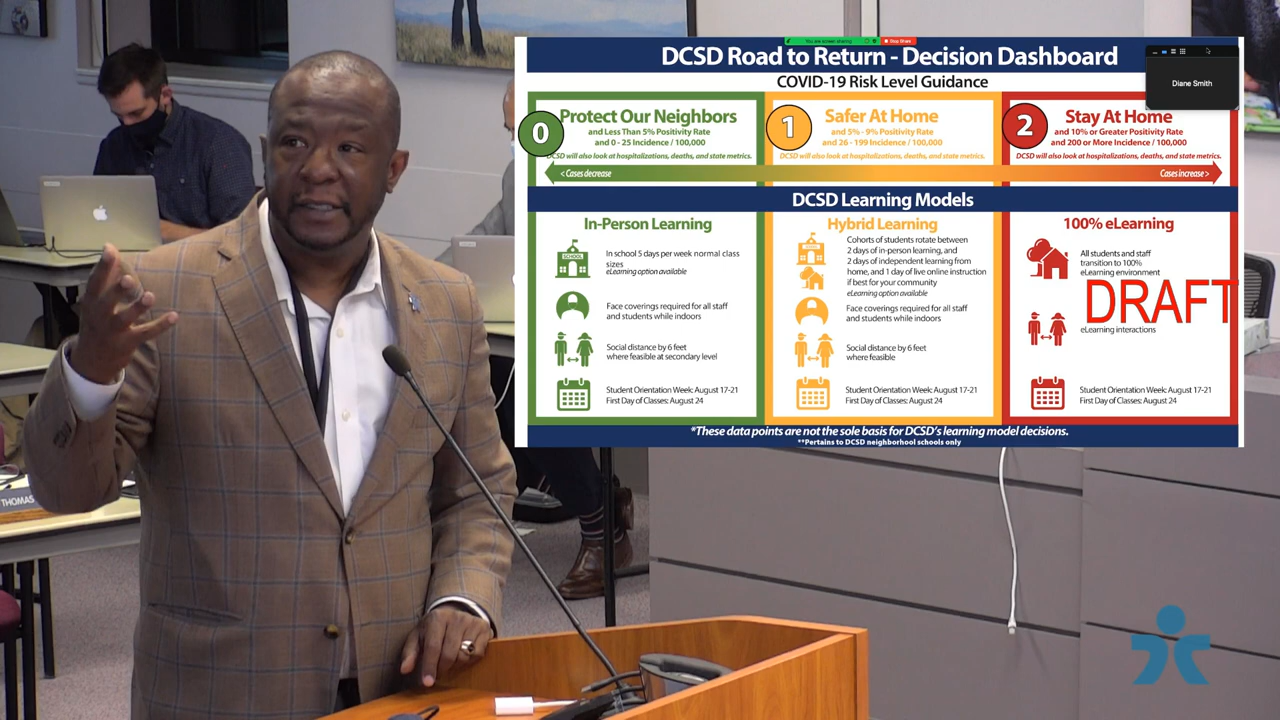 You are screen sharing
Stop Share
DCSD Road to Return - Decision Dashboard
Diane Smith
COVID-19 Risk Level Guidance
0
Protect Our Neighbors
and Less Than 5% Positivity Rate
and 0 - 25 Incidence / 100,000
DCSD will also look at hospitalizations, deaths, and state metrics.
1
Safer At Home
and 5% - 9% Positivity Rate
and 26 - 199 Incidence / 100,000
DCSD will also look at hospitalizations, deaths, and state metrics.
2
Stay At Home
and 10% or Greater Positivity Rate
and 200 or More Incidence / 100,000
DCSD will also look at hospitalizations, deaths, and state metrics.
< Cases decrease
Cases increase >
DCSD Learning Models
In-Person Learning
SCHOOL
In school 5 days per week normal class
sizes
eLearning option available
Face coverings required for all staff
and students while indoors
Social distance by 6 feet
where feasible at secondary level
Student Orientation Week: August 17-21
First Day of Classes: August 24
Hybrid Learning
SCHOOL
Cohorts of students rotate between
2 days of in-person learning, and
2 days of independent learning from
home, and 1 day of live online instruction
if best for your community
eLearning option available
Face coverings required for all staff
and students while indoors
Social distance by 6 feet
where feasible
Student Orientation Week: August 17-21
First Day of Classes: August 24
100% eLearning
All students and staff
transition to 100%
eLearning environment
DRAFT
eLearning interactions
Student Orientation Week: August 17-21
First Day of Classes: August 24
*These data points are not the sole basis for DCSD's learning model decisions.
**Pertains to DCSD neighborhool schools only
THOMAS